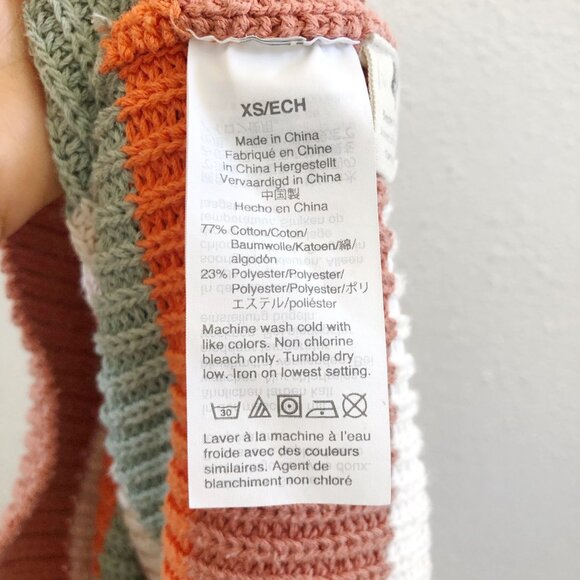 XS/ECH
Made in China
Fabriqué en Chine
in China Hergestellt
Vervaardigd in China
中国製
Hecho en China
77% Cotton/Coton/
Baumwolle/Katoen/綿/
algodón
23% Polyester/Polyester/
Polyester/Polyester/ポリ
エステル/poliéster
Machine wash cold with
like colors. Non chlorine
bleach only. Tumble dry
low. Iron on lowest setting.
30
Laver à la machine à l'eau
froide avec des couleurs
similaires. Agent de
blanchiment non chloré